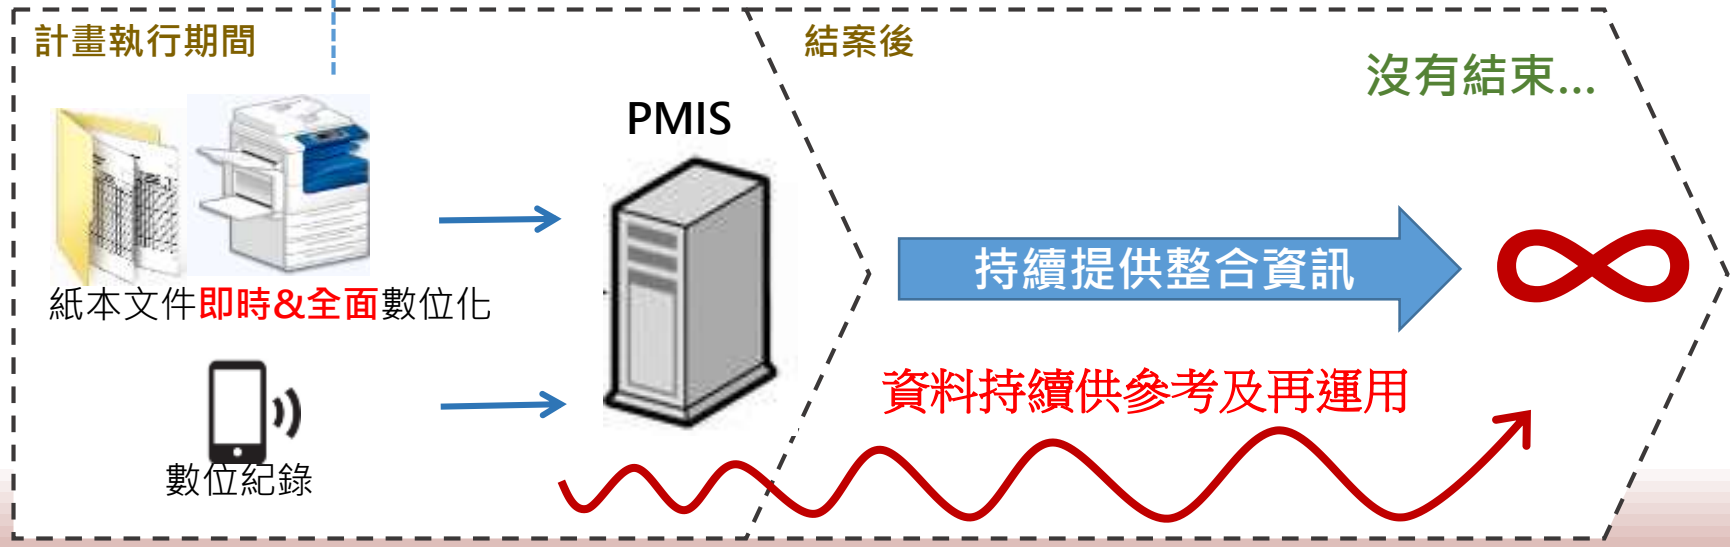 計畫執行期間
結案後
沒有結束...
PMIS
持續提供整合資訊
紙本文件即時&全面數位化
資料持續供參考及再運用
數位紀錄